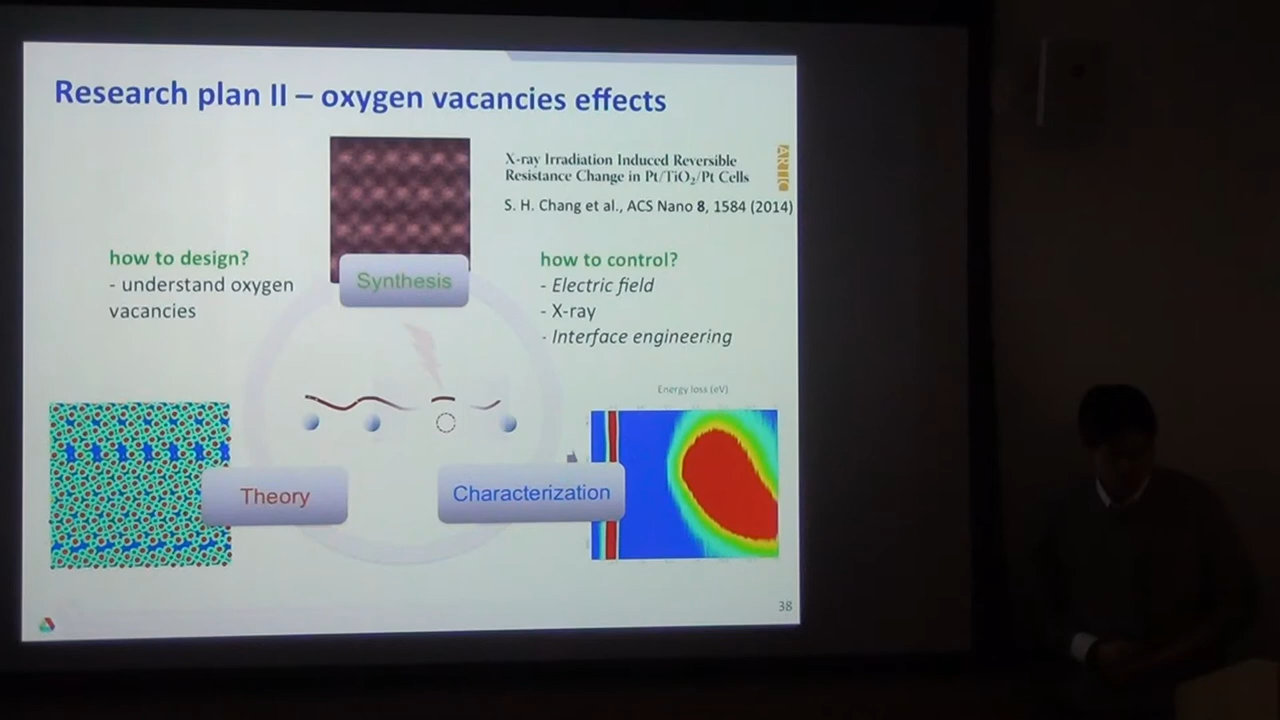 Research plan II – oxygen vacancies effects
X-ray Irradiation Induced Reversible
Resistance Change in Pt/TiO₂/Pt Cells
S. H. Chang et al., ACS Nano 8, 1584 (2014)
how to design?
- understand oxygen
vacancies
Synthesis
how to control?
- Electric field
- X-ray
- Interface engineering
Energy loss (eV)
Theory
Characterization
38